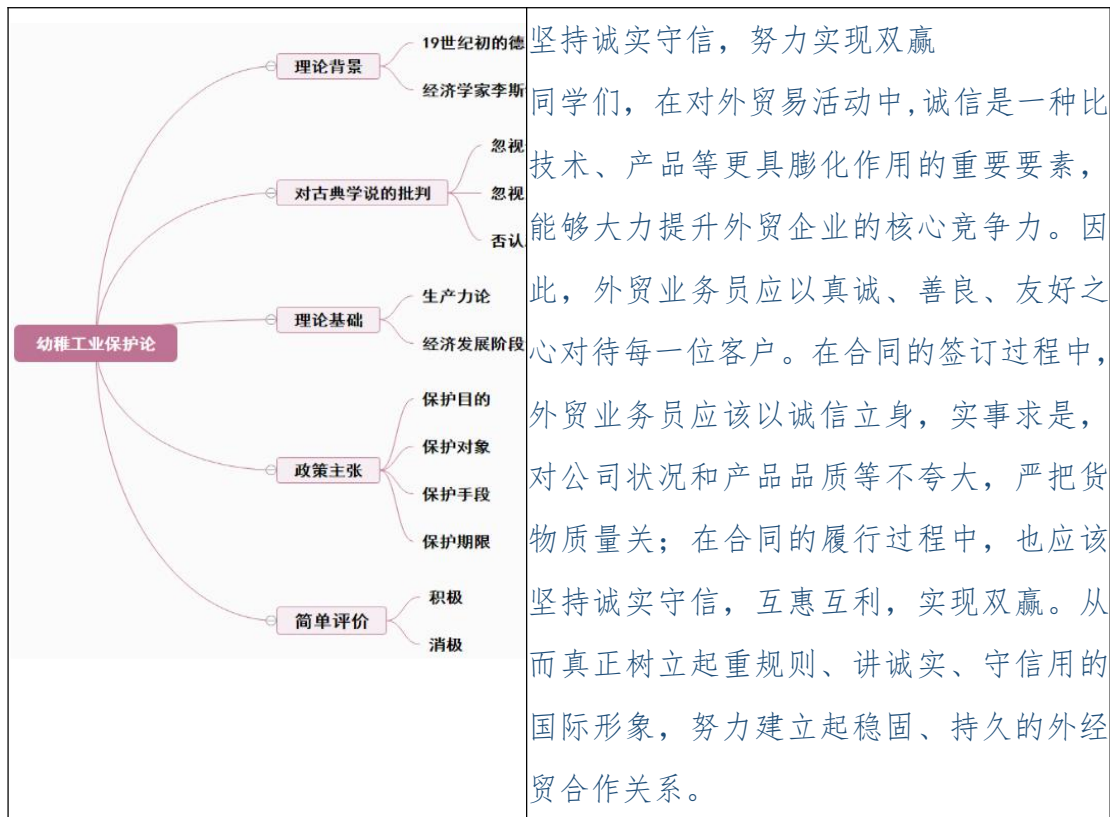 19世纪初的德
理论背景
经济学家李斯
忽视
对古典学说的批判
忽视
否认
生产力论
理论基础
经济发展阶段
幼稚工业保护论
保护目的
保护对象
政策主张
保护手段
保护期限
积极
简单评价
消极
坚持诚实守信，努力实现双赢
同学们，在对外贸易活动中,诚信是一种比
技术、产品等更具膨化作用的重要要素，
能够大力提升外贸企业的核心竞争力。因
此，外贸业务员应以真诚、善良、友好之
心对待每一位客户。在合同的签订过程中，
外贸业务员应该以诚信立身，实事求是，
对公司状况和产品品质等不夸大，严把货
物质量关；在合同的履行过程中，也应该
坚持诚实守信，互惠互利，实现双赢。从
而真正树立起重规则、讲诚实、守信用的
国际形象，努力建立起稳固、持久的外经
贸合作关系。